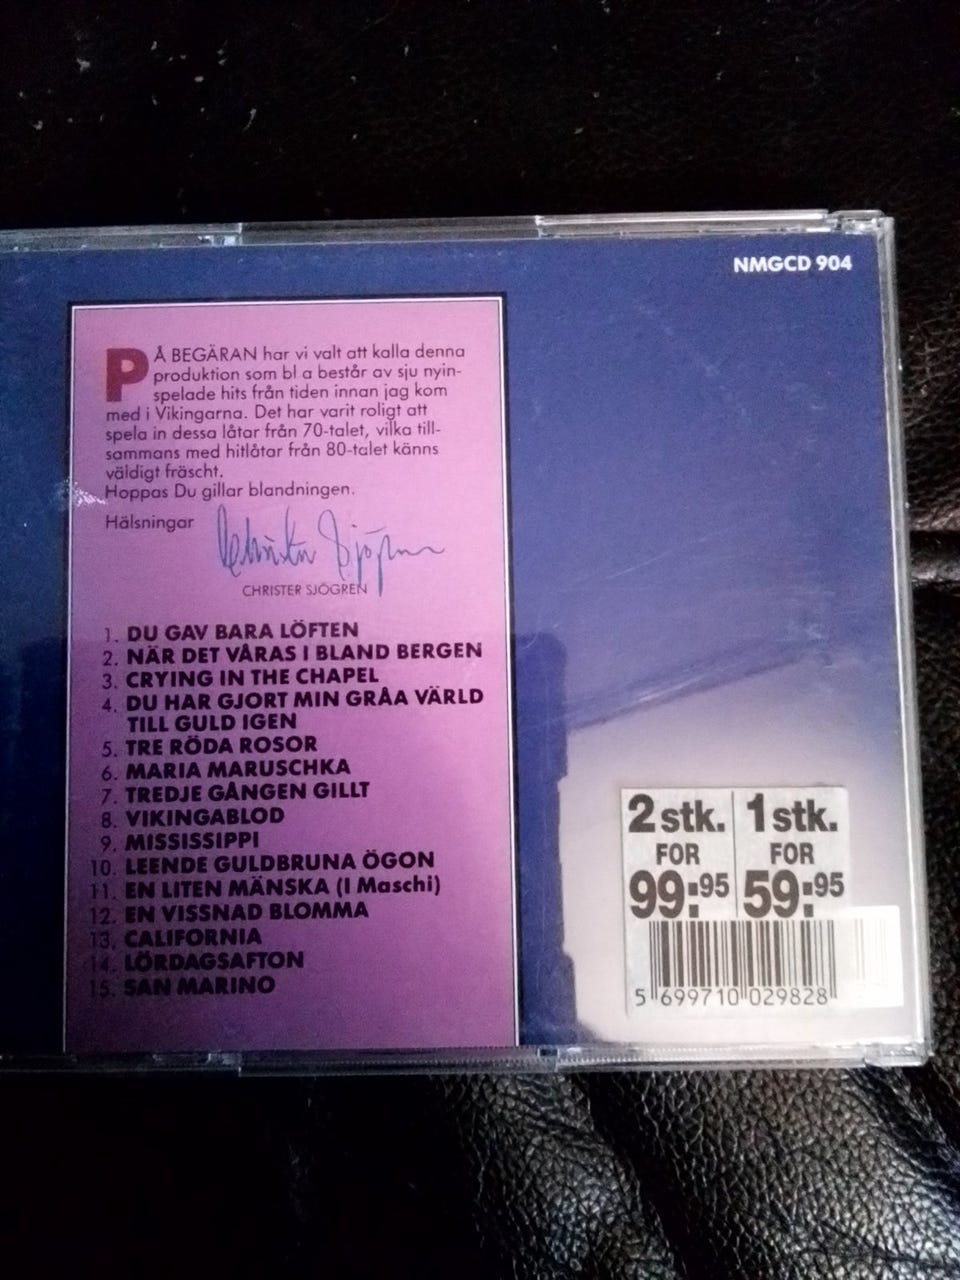 NMGCD 904
PÅ BEGÄRAN har vi valt att kalla denna
produktion som bl a består av sju nyin-
spelade hits från tiden innan jag kom
med i Vikingarna. Det har varit roligt att
spela in dessa låtar från 70-talet, vilka till-
sammans med hitlåtar från 80-talet känns
väldigt fräscht.
Hoppas Du gillar blandningen.
Hälsningar
Christer Sjögren
CHRISTER SJÖGREN
1. DU GAV BARA LÖFTEN
2. NÄR DET VÅRAS I BLAND BERGEN
3. CRYING IN THE CHAPEL
4. DU HAR GJORT MIN GRÅA VÄRLD
TILL GULD IGEN
5. TRE RÖDA ROSOR
6. MARIA MARUSCHKA
7. TREDJE GÅNGEN GILLT
8. VIKINGABLOD
9. MISSISSIPPI
10. LEENDE GULDBRUNA ÖGON
11. EN LITEN MÄNSKA (I Maschi)
12. EN VISSNAD BLOMMA
13. CALIFORNIA
14. LÖRDAGSAFTON
15. SAN MARINO
2 stk.
FOR
99:95
1 stk.
FOR
59:95
5 699710 029828